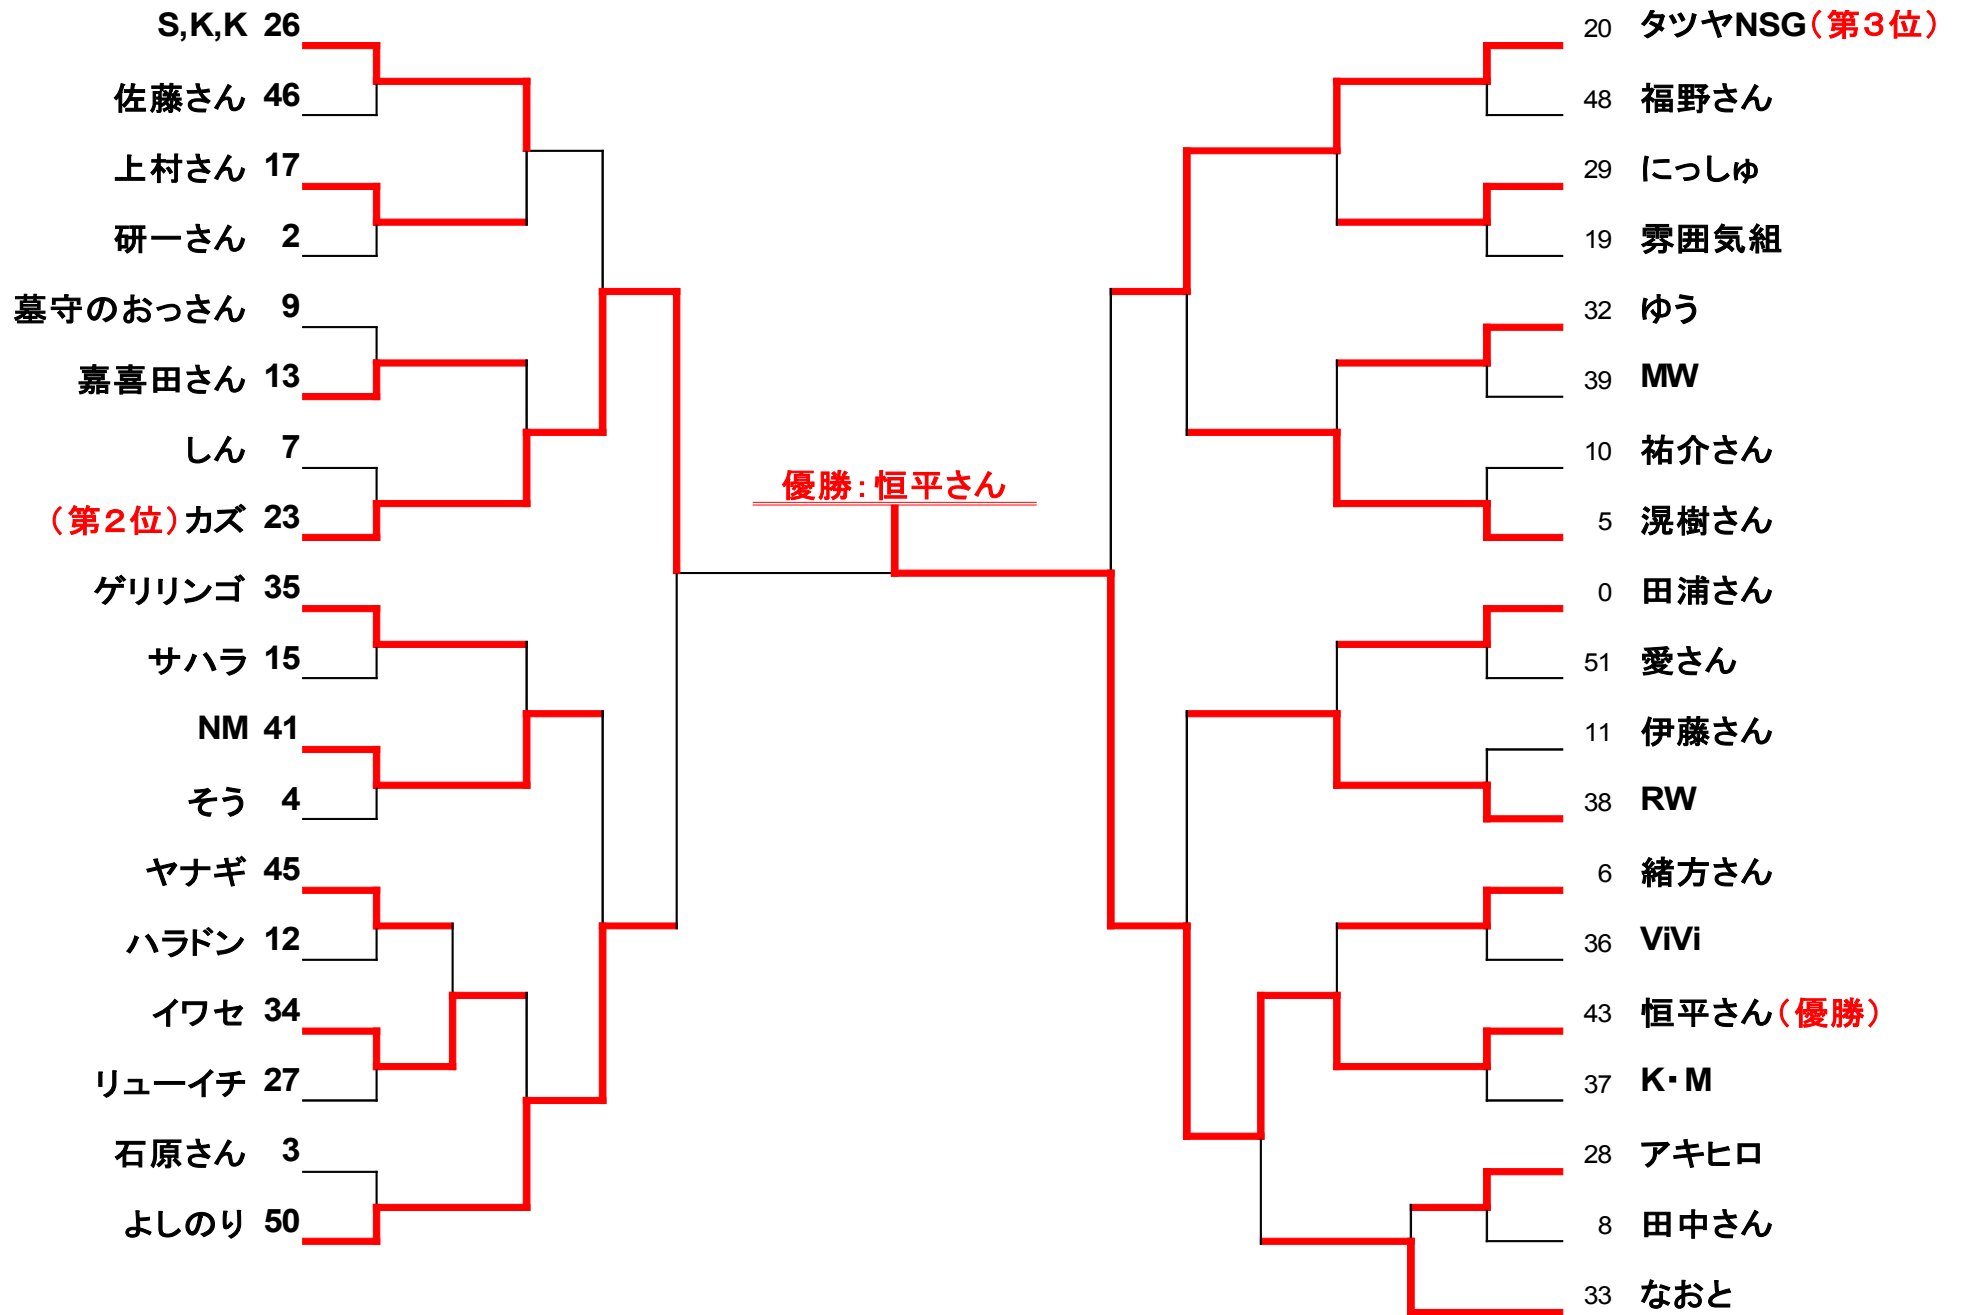 S,K,K 26
佐藤さん 46
上村さん 17
研一さん 2
墓守のおっさん 9
嘉喜田さん 13
しん 7
（第２位）カズ 23
ゲリリンゴ 35
サハラ 15
NM 41
そう 4
ヤナギ 45
ハラドン 12
イワセ 34
リューイチ 27
石原さん 3
よしのり 50
優勝：恒平さん
20 タツヤNSG（第３位）
48 福野さん
29 にっしゅ
19 雰囲気組
32 ゆう
39 MW
10 祐介さん
5 滉樹さん
0 田浦さん
51 愛さん
11 伊藤さん
38 RW
6 緒方さん
36 ViVi
43 恒平さん（優勝）
37 K・M
28 アキヒロ
8 田中さん
33 なおと